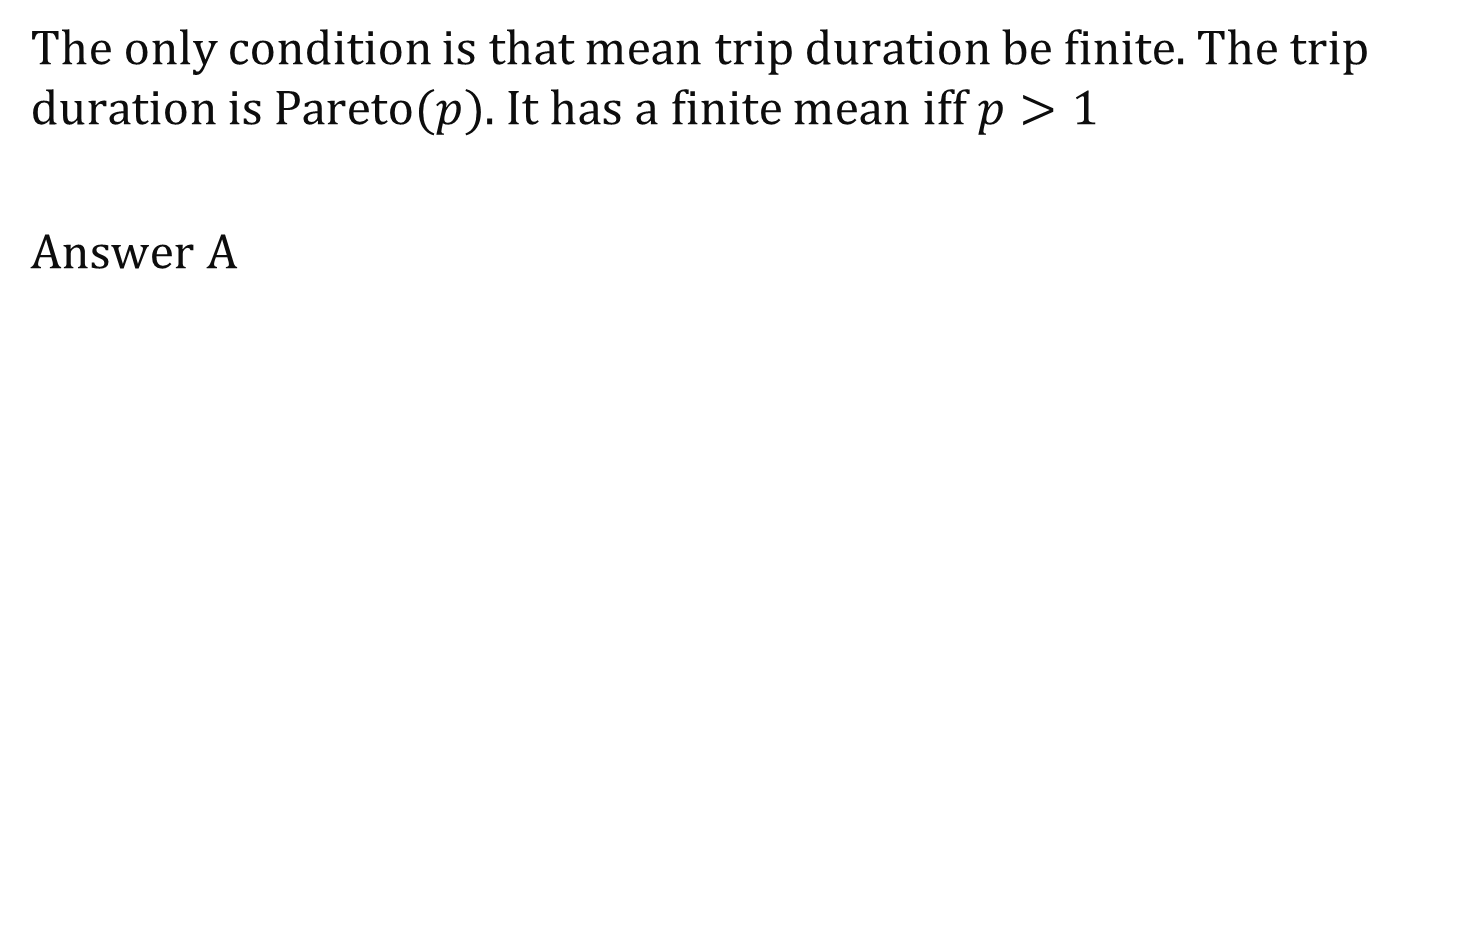 The only condition is that mean trip duration be finite. The trip
duration is Pareto(p). It has a finite mean iff p > 1
Answer A